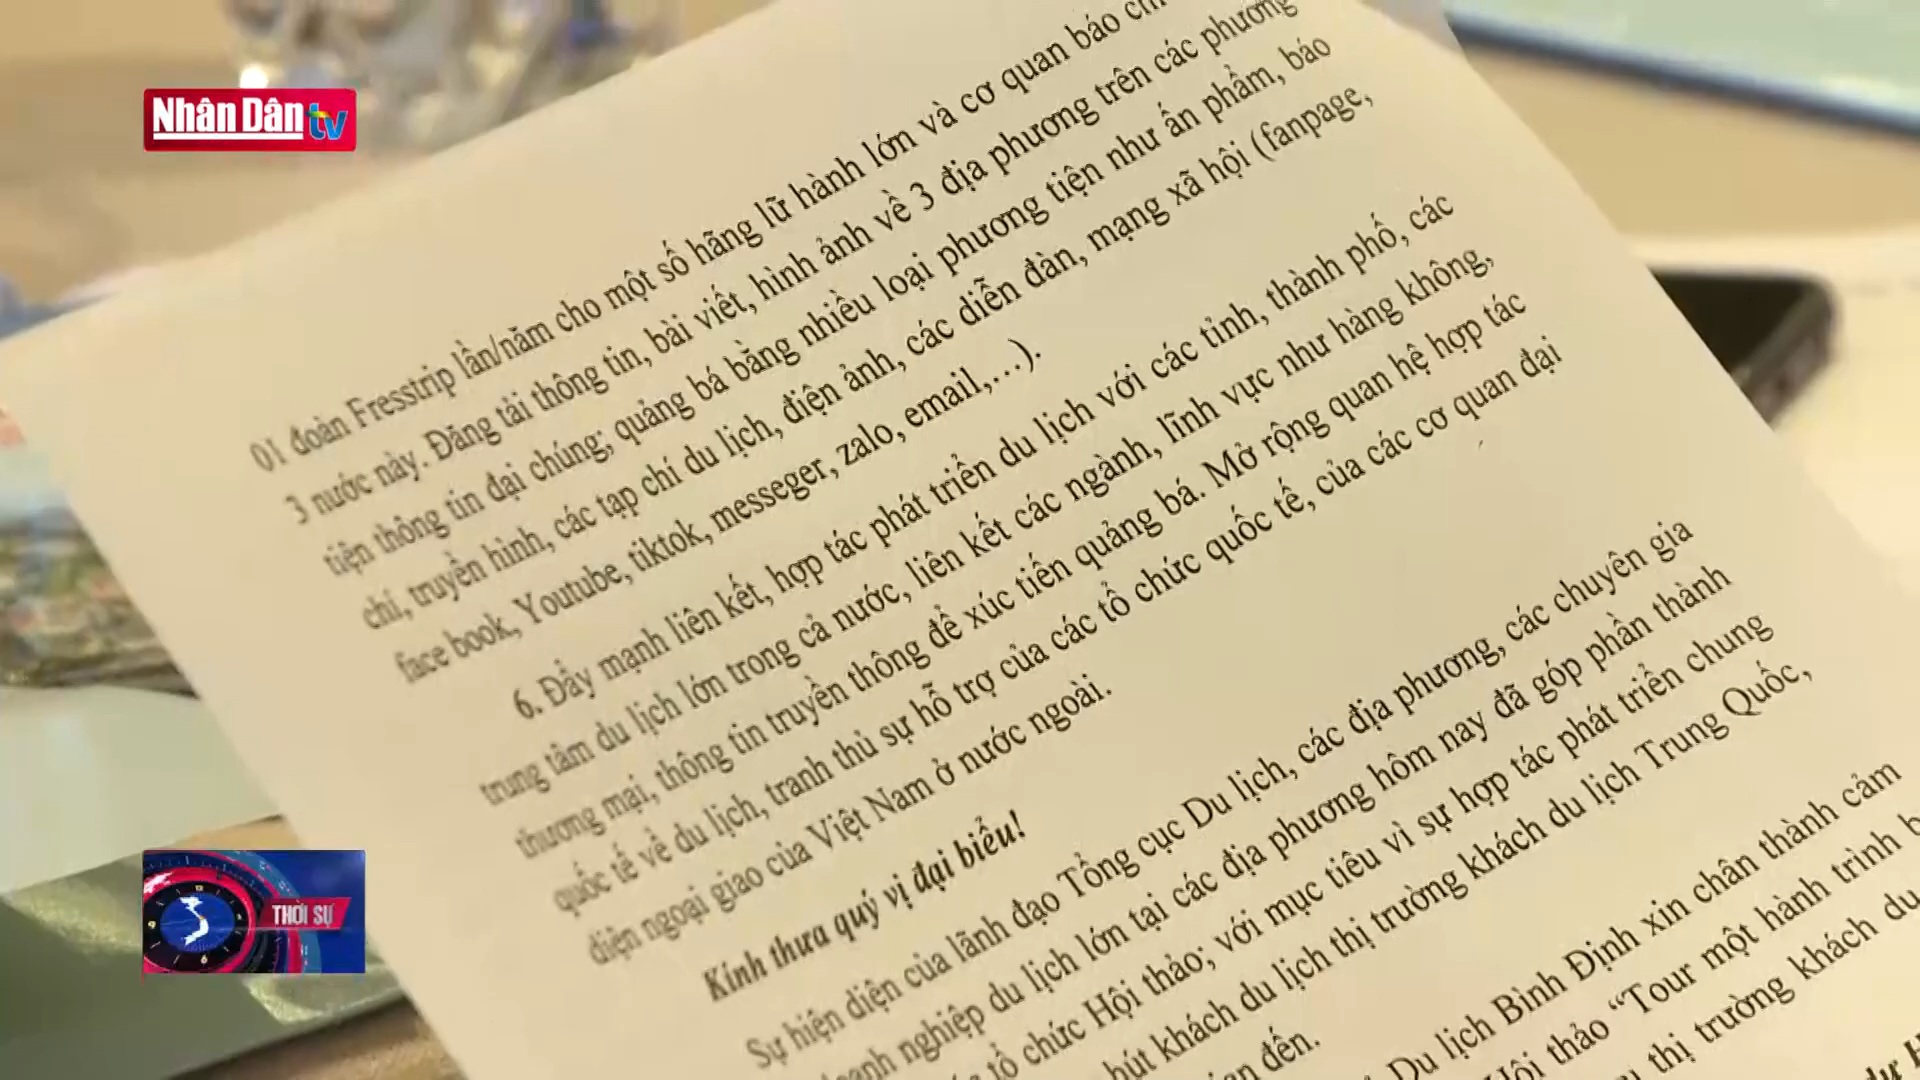 Nhân Dân tv
01 đoàn Fresstrip lần/năm cho một số hãng lữ hành lớn và cơ quan báo
3 nước này. Đăng tải thông tin, bài viết, hình ảnh về 3 địa phương trên các phương
tiện thông tin đại chúng; quảng bá bằng nhiều loại phương tiện như ấn phẩm, báo
chí, truyền hình, các tạp chí du lịch, điện ảnh, các diễn đàn, mạng xã hội (fanpage,
face book, Youtube, tiktok, messeger, zalo, email,…).
6. Đẩy mạnh liên kết, hợp tác phát triển du lịch với các tỉnh, thành phố, các
trung tâm du lịch lớn trong cả nước, liên kết các ngành, lĩnh vực như hàng không,
thương mại, thông tin truyền thông để xúc tiến quảng bá. Mở rộng quan hệ hợp tác
quốc tế về du lịch, tranh thủ sự hỗ trợ của các tổ chức quốc tế, của các cơ quan đại
diện ngoại giao của Việt Nam ở nước ngoài.
Kính thưa quý vị đại biểu!
Sự hiện diện của lãnh đạo Tổng cục Du lịch, các địa phương, các chuyên gia
nghiệp du lịch lớn tại các địa phương hôm nay đã góp phần thành
tổ chức Hội thảo; với mục tiêu vì sự hợp tác phát triển chung
hút khách du lịch thị trường khách du lịch Trung Quốc,
đến.
Du lịch Bình Định xin chân thành cảm
thảo “Tour một hành trình
thị trường khách du
THỜI SỰ